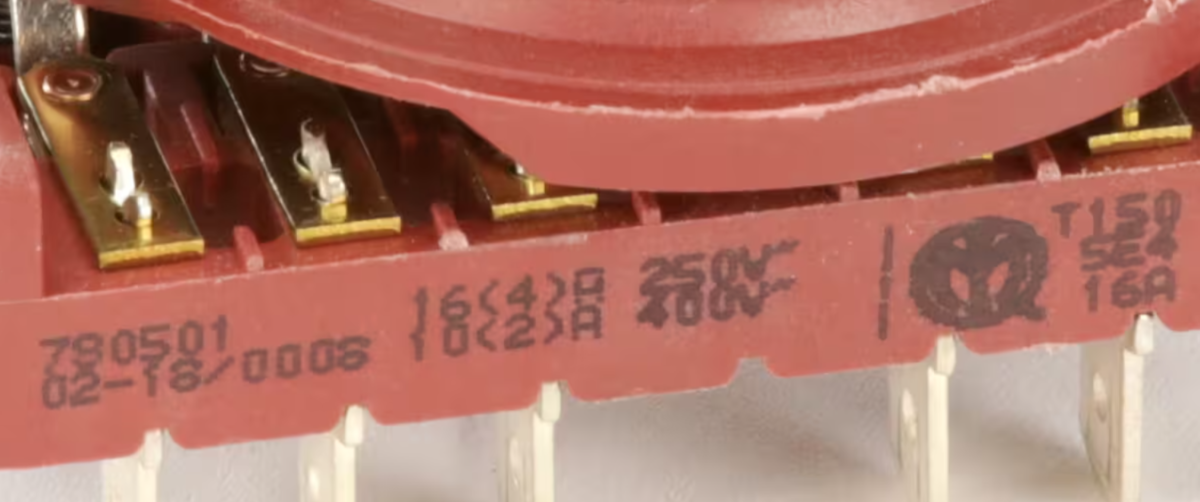 780501
02-18/0006
16(4)A 250V~
10(2)A 400V~
T150
5E4
16A